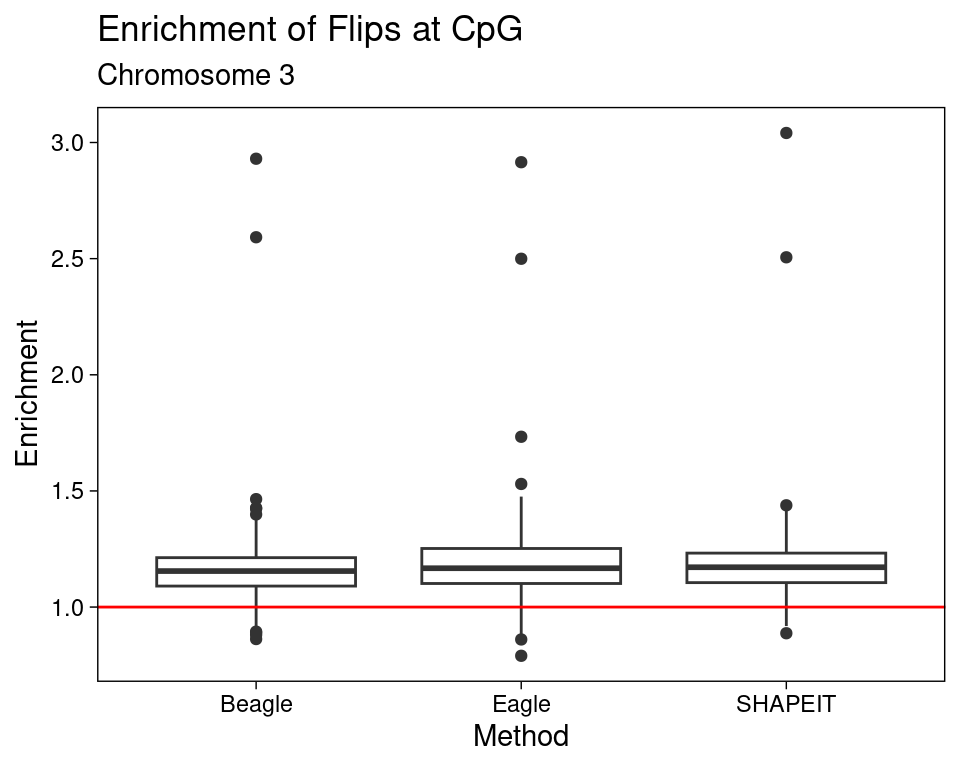 Enrichment of Flips at CpG
Chromosome 3
3.0
2.5
2.0
1.5
1.0
Enrichment
Beagle
Eagle
SHAPEIT
Method